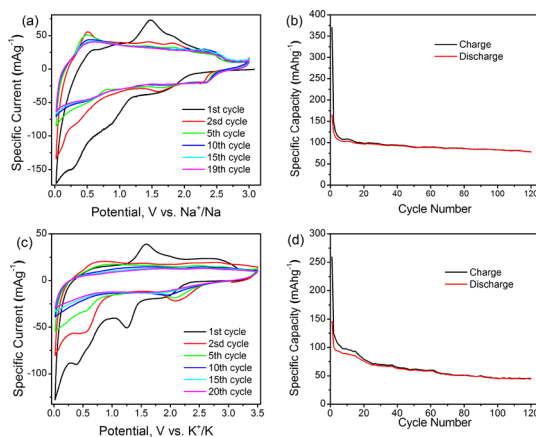 (a)
Specific Current (mAg⁻¹)
50
0
-50
-100
-150
1st cycle
2sd cycle
5th cycle
10th cycle
15th cycle
19th cycle
0.0 0.5 1.0 1.5 2.0 2.5 3.0
Potential, V vs. Na⁺/Na
(b)
Specific Capacity (mAhg⁻¹)
400
350
300
250
200
150
100
50
0
Charge
Discharge
0 20 40 60 80 100 120
Cycle Number
(c)
Specific Current (mAg⁻¹)
50
0
-50
-100
1st cycle
2sd cycle
5th cycle
10th cycle
15th cycle
20th cycle
0.0 0.5 1.0 1.5 2.0 2.5 3.0 3.5
Potential, V vs. K⁺/K
(d)
Specific Capacity (mAhg⁻¹)
300
250
200
150
100
50
0
Charge
Discharge
0 20 40 60 80 100 120
Cycle Number